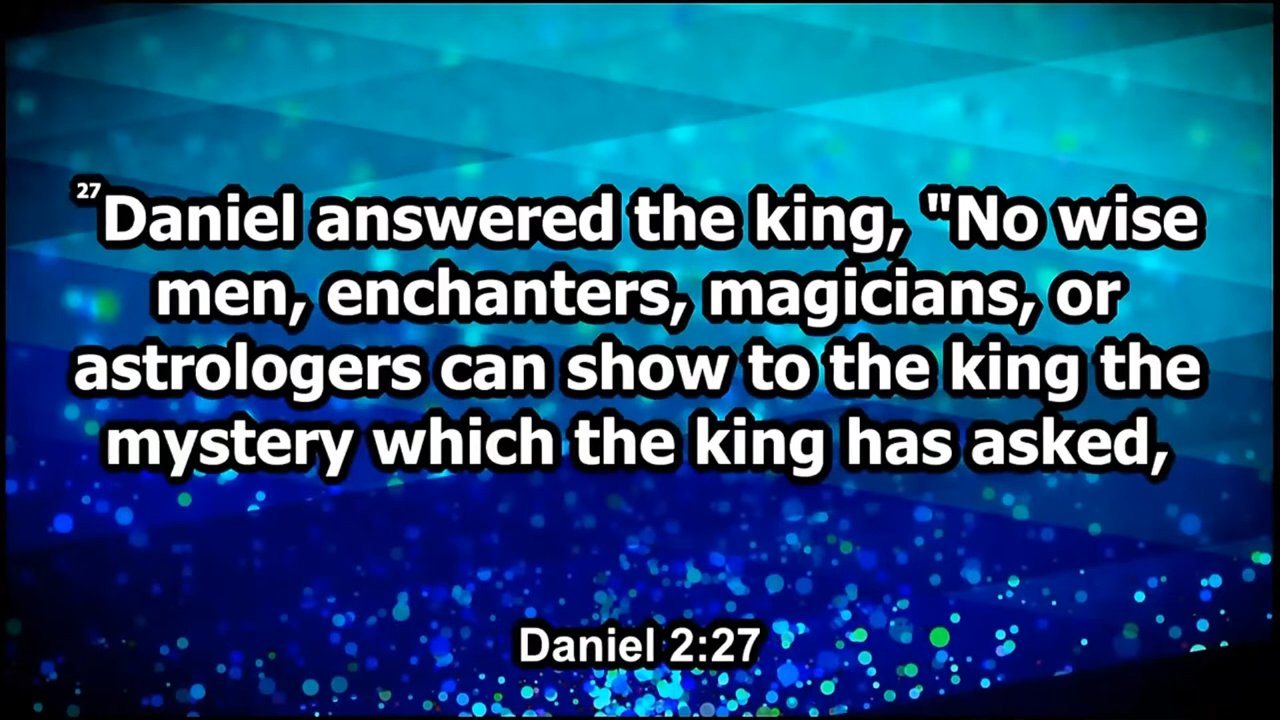 27Daniel answered the king, "No wise
men, enchanters, magicians, or
astrologers can show to the king the
mystery which the king has asked,
Daniel 2:27